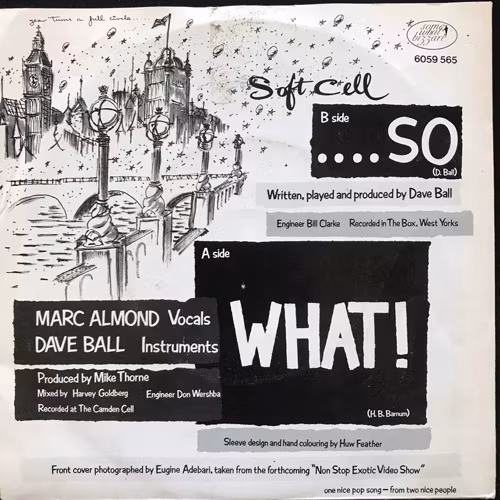 year turns a full circle...
some bizzare
6059 565
Soft Cell
B side
....SO
(D. Ball)
Written, played and produced by Dave Ball
Engineer Bill Clarke Recorded in The Box, West Yorks
A side
WHAT!
(H. B. Barnum)
MARC ALMOND Vocals
DAVE BALL Instruments
Produced by Mike Thorne
Mixed by Harvey Goldberg Engineer Don Wershba
Recorded at The Camden Cell
Sleeve design and hand colouring by Huw Feather
Front cover photographed by Eugine Adebari, taken from the forthcoming "Non Stop Exotic Video Show"
one nice pop song – from two nice people